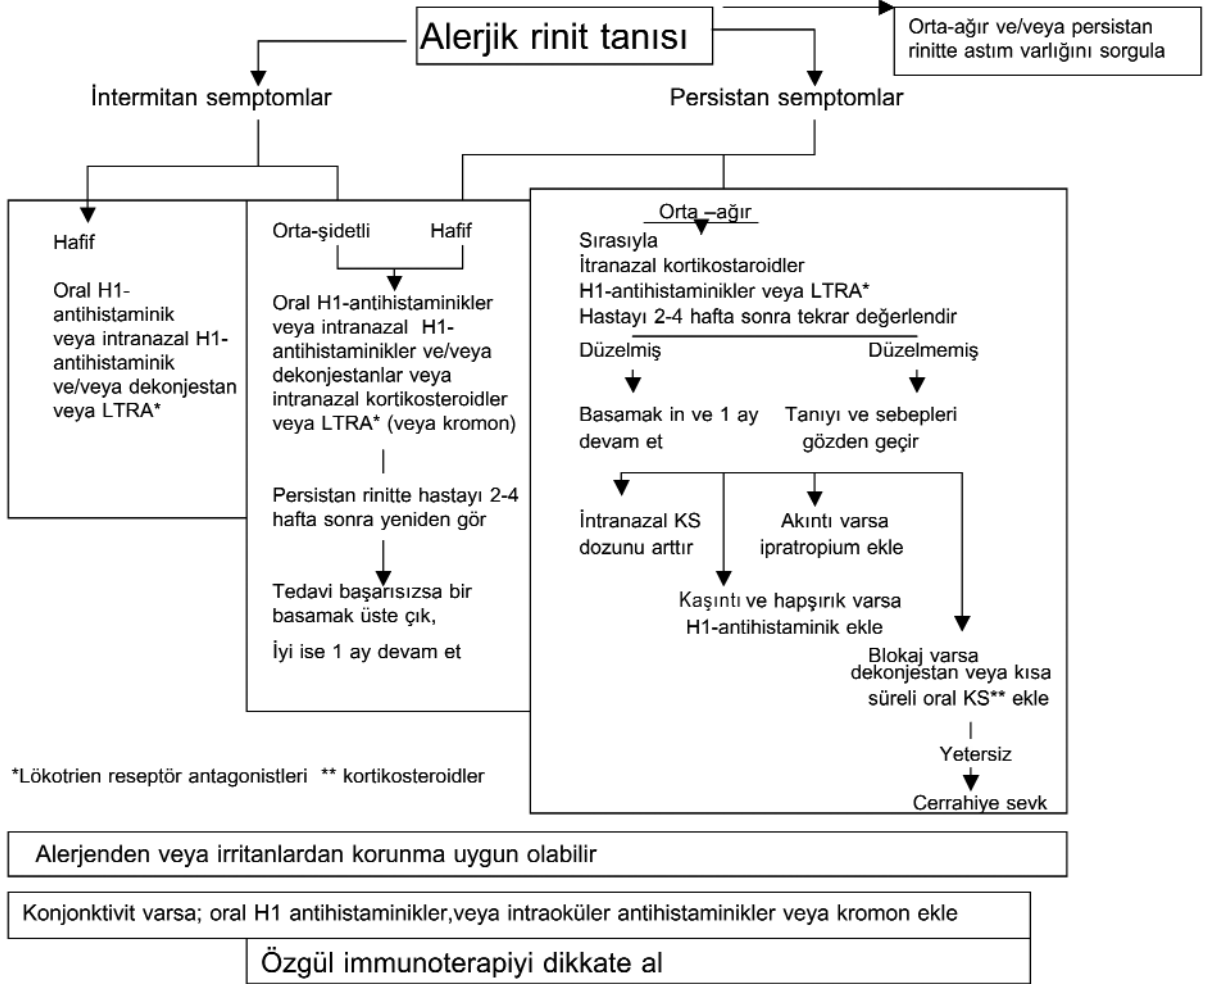 Alerjik rinit tanısı
Orta-ağır ve/veya persistan
rinitte astım varlığını sorgula
İntermitan semptomlar
Persistan semptomlar
Hafif
Oral H1-
antihistaminik
veya intranazal H1-
antihistaminik
ve/veya dekonjestan
veya LTRA*
Orta-şidetli
Hafif
Oral H1-antihistaminikler
veya intranazal H1-
antihistaminikler ve/veya
dekonjestanlar veya
intranazal kortikosteroidler
veya LTRA* (veya kromon)
Persistan rinitte hastayı 2-4
hafta sonra yeniden gör
Tedavi başarısızsa bir
basamak üste çık,
İyi ise 1 ay devam et
Orta –ağır
Sırasıyla
İtranazal kortikostaroidler
H1-antihistaminikler veya LTRA*
Hastayı 2-4 hafta sonra tekrar değerlendir
Düzelmiş
Düzelmemiş
Basamak in ve 1 ay
devam et
Tanıyı ve sebepleri
gözden geçir
İntranazal KS
dozunu arttır
Akıntı varsa
ipratropium ekle
Kaşıntı ve hapşırık varsa
H1-antihistaminik ekle
Blokaj varsa
dekonjestan veya kısa
süreli oral KS** ekle
Yetersiz
Cerrahiye sevk
*Lökotrien reseptör antagonistleri ** kortikosteroidler
Alerjenden veya irritanlardan korunma uygun olabilir
Konjonktivit varsa; oral H1 antihistaminikler,veya intraoküler antihistaminikler veya kromon ekle
Özgül immunoterapiyi dikkate al